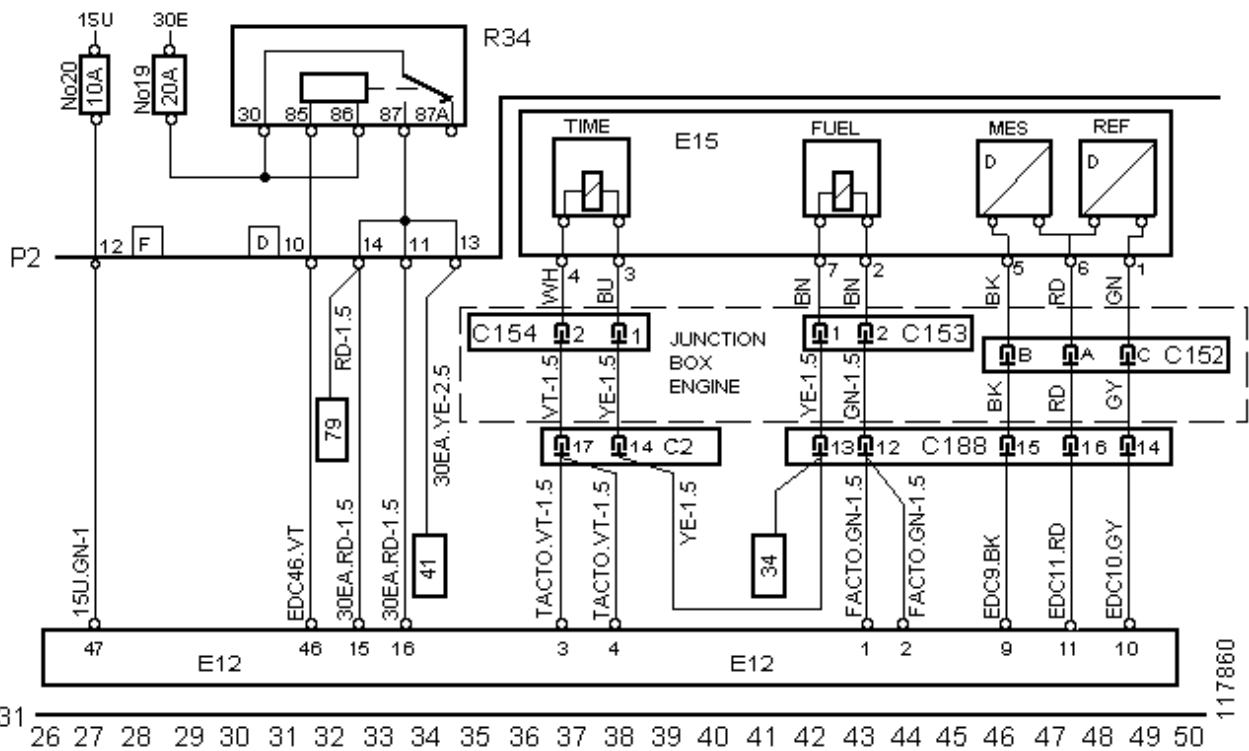 15U 30E
R34
No20 10A No19 20A
30 85 86 87 87A
TIME FUEL MES REF
E15
D D
P2 12 F D 10 14 11 13
4 3 7 2 5 6 1
WH BU BN BN BK RD GN
C154 2 1 1 2 C153
JUNCTION
BOX
ENGINE
B A C C152
RD-1.5 VT-1.5 YE-1.5 YE-1.5 GN-1.5 BK RD GY
79 30EA.YE-2.5
17 14 C2 13 12 C188 15 16 14
15U.GN-1 EDC46.VT 30EA.RD-1.5 30EA.RD-1.5 41 TACTO.VT-1.5 TACTO.VT-1.5 YE-1.5 34 FACTO.GN-1.5 FACTO.GN-1.5 EDC9.BK EDC11.RD EDC10.GY
47 46 15 16 3 4 1 2 9 11 10
E12 E12
117860
31
26 27 28 29 30 31 32 33 34 35 36 37 38 39 40 41 42 43 44 45 46 47 48 49 50